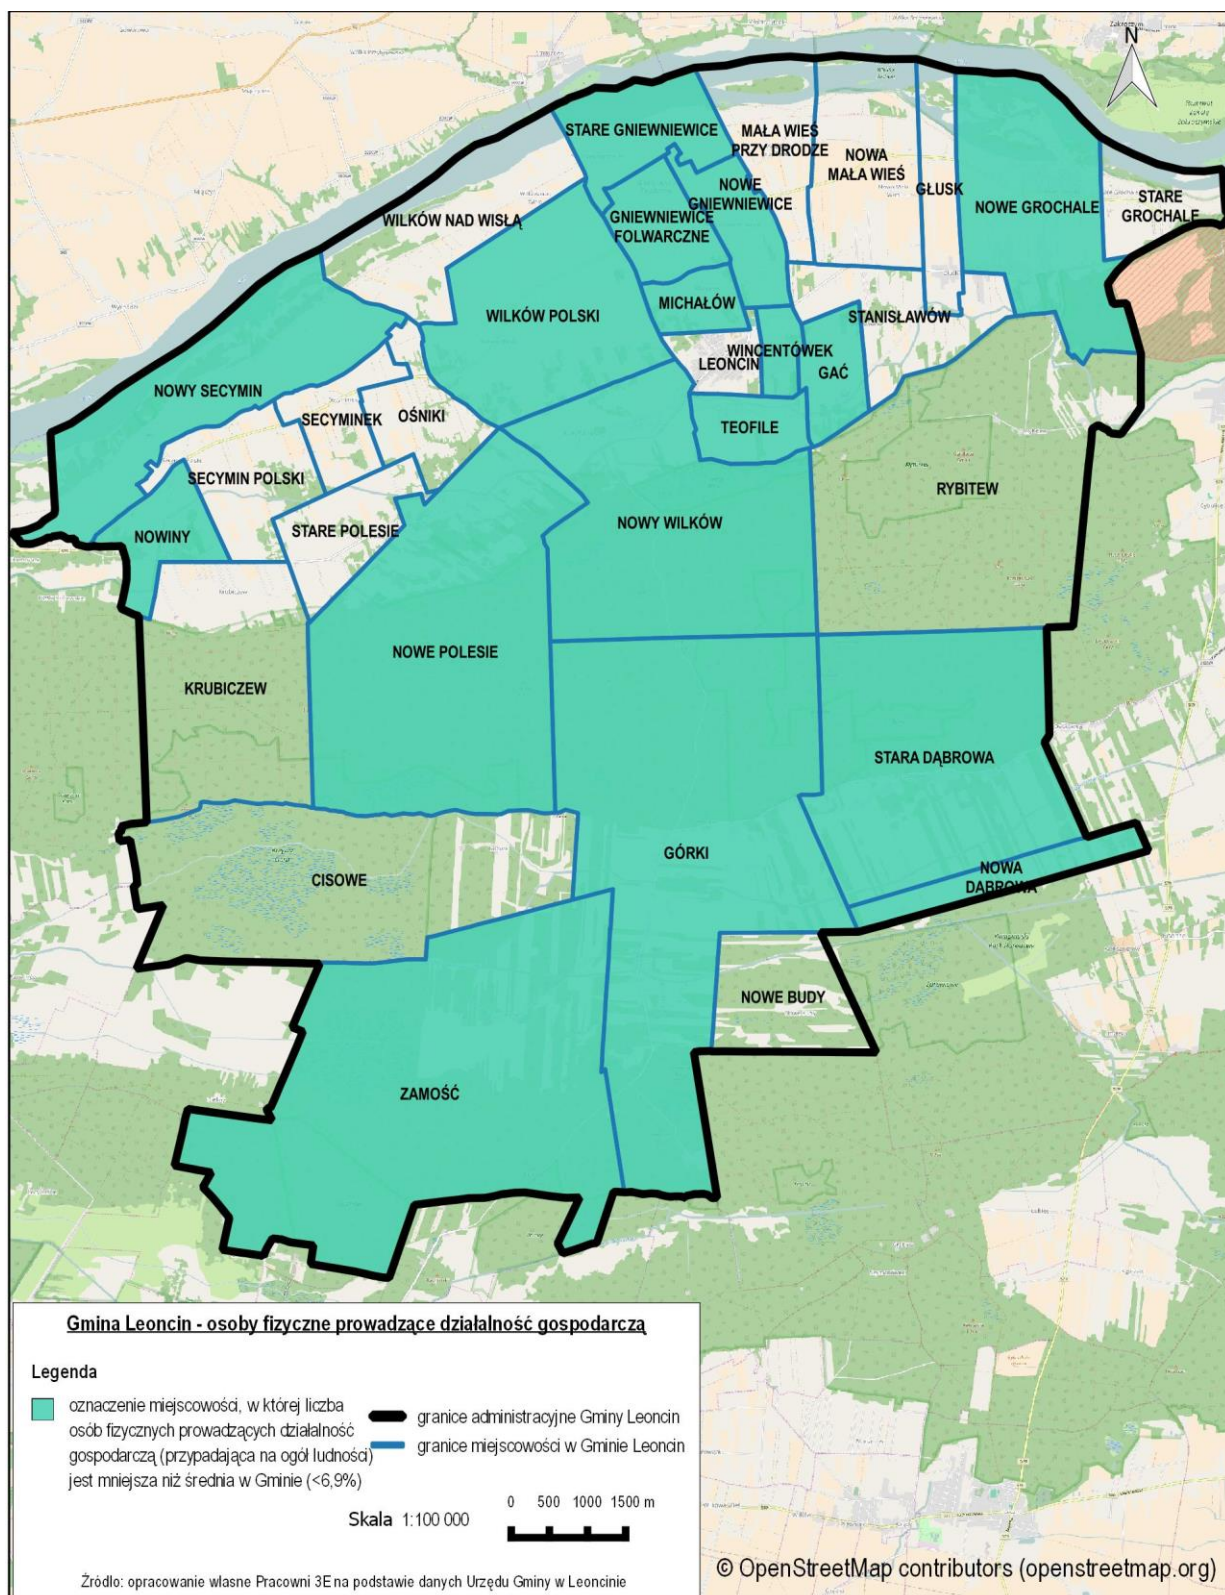 Zakroczym
N
STARE GNIEWNIEWICE
MAŁA WIEŚ
PRZY DRODZE
NOWA
MAŁA WIEŚ
NOWE
GNIEWNIEWICE
GŁUSK
NOWE GROCHALE
STARE
GROCHALE
WILKÓW NAD WISŁĄ
GNIEWNIEWICE
FOLWARCZNE
MICHAŁÓW
WILKÓW POLSKI
STANISŁAWÓW
WINCENTÓWEK
LEONCIN
GAĆ
NOWY SECYMIN
SECYMINEK
OŚNIKI
TEOFILE
SECYMIN POLSKI
RYBITEW
STARE POLESIE
NOWY WILKÓW
NOWINY
NOWE POLESIE
KRUBICZEW
STARA DĄBROWA
GÓRKI
CISOWE
NOWA
DĄBROWA
NOWE BUDY
ZAMOŚĆ
Gmina Leoncin - osoby fizyczne prowadzące działalność gospodarczą
Legenda
oznaczenie miejscowości, w której liczba
osób fizycznych prowadzących działalność
gospodarczą (przypadająca na ogół ludności)
jest mniejsza niż średnia w Gminie (<6,9%)
granice administracyjne Gminy Leoncin
granice miejscowości w Gminie Leoncin
Skala 1:100 000
0 500 1000 1500 m
Źródło: opracowanie własne Pracowni 3E na podstawie danych Urzędu Gminy w Leoncinie
© OpenStreetMap contributors (openstreetmap.org)